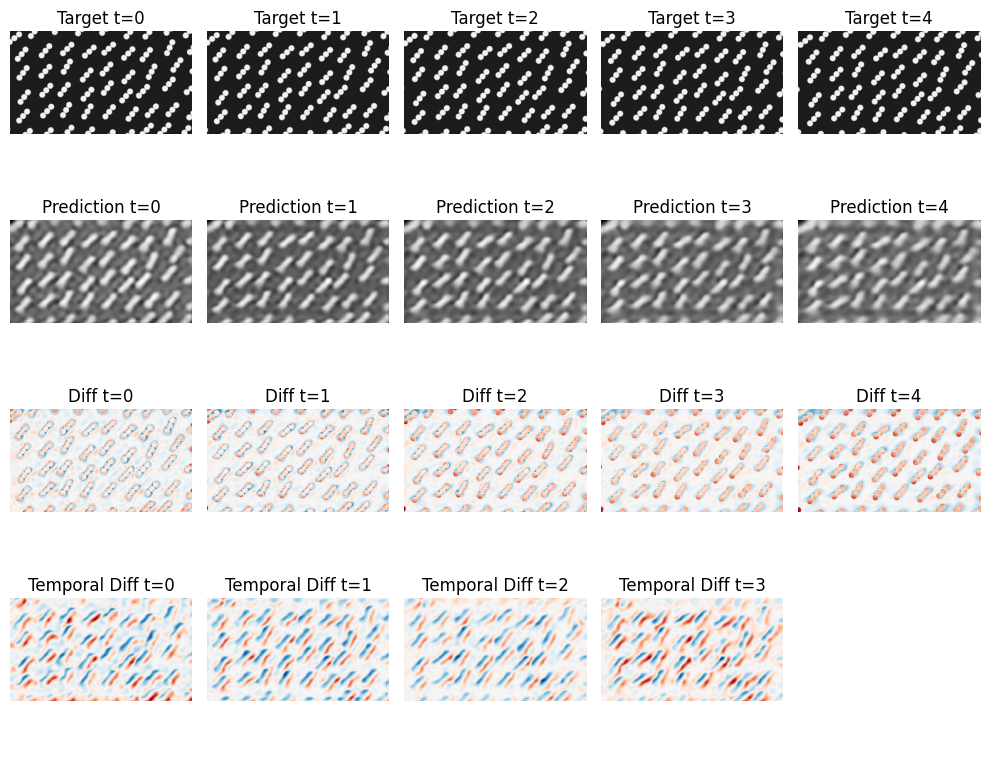 Target t=0 Target t=1 Target t=2 Target t=3 Target t=4
Prediction t=0 Prediction t=1 Prediction t=2 Prediction t=3 Prediction t=4
Diff t=0 Diff t=1 Diff t=2 Diff t=3 Diff t=4
Temporal Diff t=0 Temporal Diff t=1 Temporal Diff t=2 Temporal Diff t=3